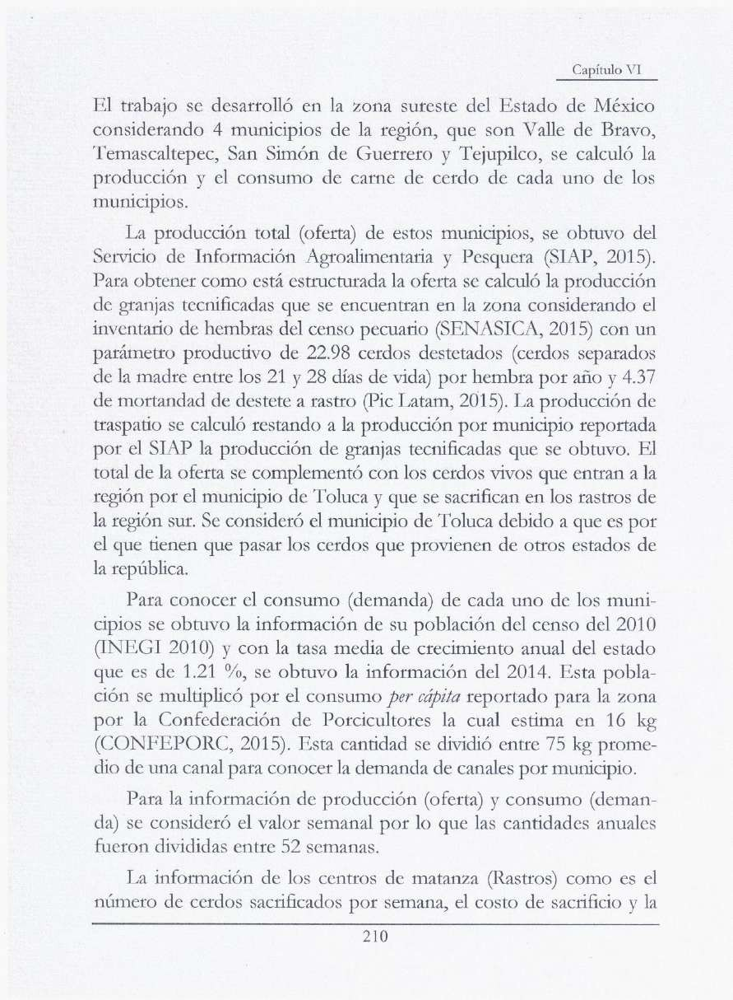 Capítulo VI
El trabajo se desarrolló en la zona sureste del Estado de México
considerando 4 municipios de la región, que son Valle de Bravo,
Temascaltepec, San Simón de Guerrero y Tejupilco, se calculó la
producción y el consumo de carne de cerdo de cada uno de los
municipios.
La producción total (oferta) de estos municipios, se obtuvo del
Servicio de Información Agroalimentaria y Pesquera (SIAP, 2015).
Para obtener como está estructurada la oferta se calculó la producción
de granjas tecnificadas que se encuentran en la zona considerando el
inventario de hembras del censo pecuario (SENASICA, 2015) con un
parámetro productivo de 22.98 cerdos destetados (cerdos separados
de la madre entre los 21 y 28 días de vida) por hembra por año y 4.37
de mortandad de destete a rastro (Pic Latam, 2015). La producción de
traspatio se calculó restando a la producción por municipio reportada
por el SIAP la producción de granjas tecnificadas que se obtuvo. El
total de la oferta se complementó con los cerdos vivos que entran a la
región por el municipio de Toluca y que se sacrifican en los rastros de
la región sur. Se consideró el municipio de Toluca debido a que es por
el que tienen que pasar los cerdos que provienen de otros estados de
la república.
Para conocer el consumo (demanda) de cada uno de los muni-
cipios se obtuvo la información de su población del censo del 2010
(INEGI 2010) y con la tasa media de crecimiento anual del estado
que es de 1.21 %, se obtuvo la información del 2014. Esta pobla-
ción se multiplicó por el consumo per cápita reportado para la zona
por la Confederación de Porcicultores la cual estima en 16 kg
(CONFEPORC, 2015). Esta cantidad se dividió entre 75 kg prome-
dio de una canal para conocer la demanda de canales por municipio.
Para la información de producción (oferta) y consumo (deman-
da) se consideró el valor semanal por lo que las cantidades anuales
fueron divididas entre 52 semanas.
La información de los centros de matanza (Rastros) como es el
número de cerdos sacrificados por semana, el costo de sacrificio y la
210